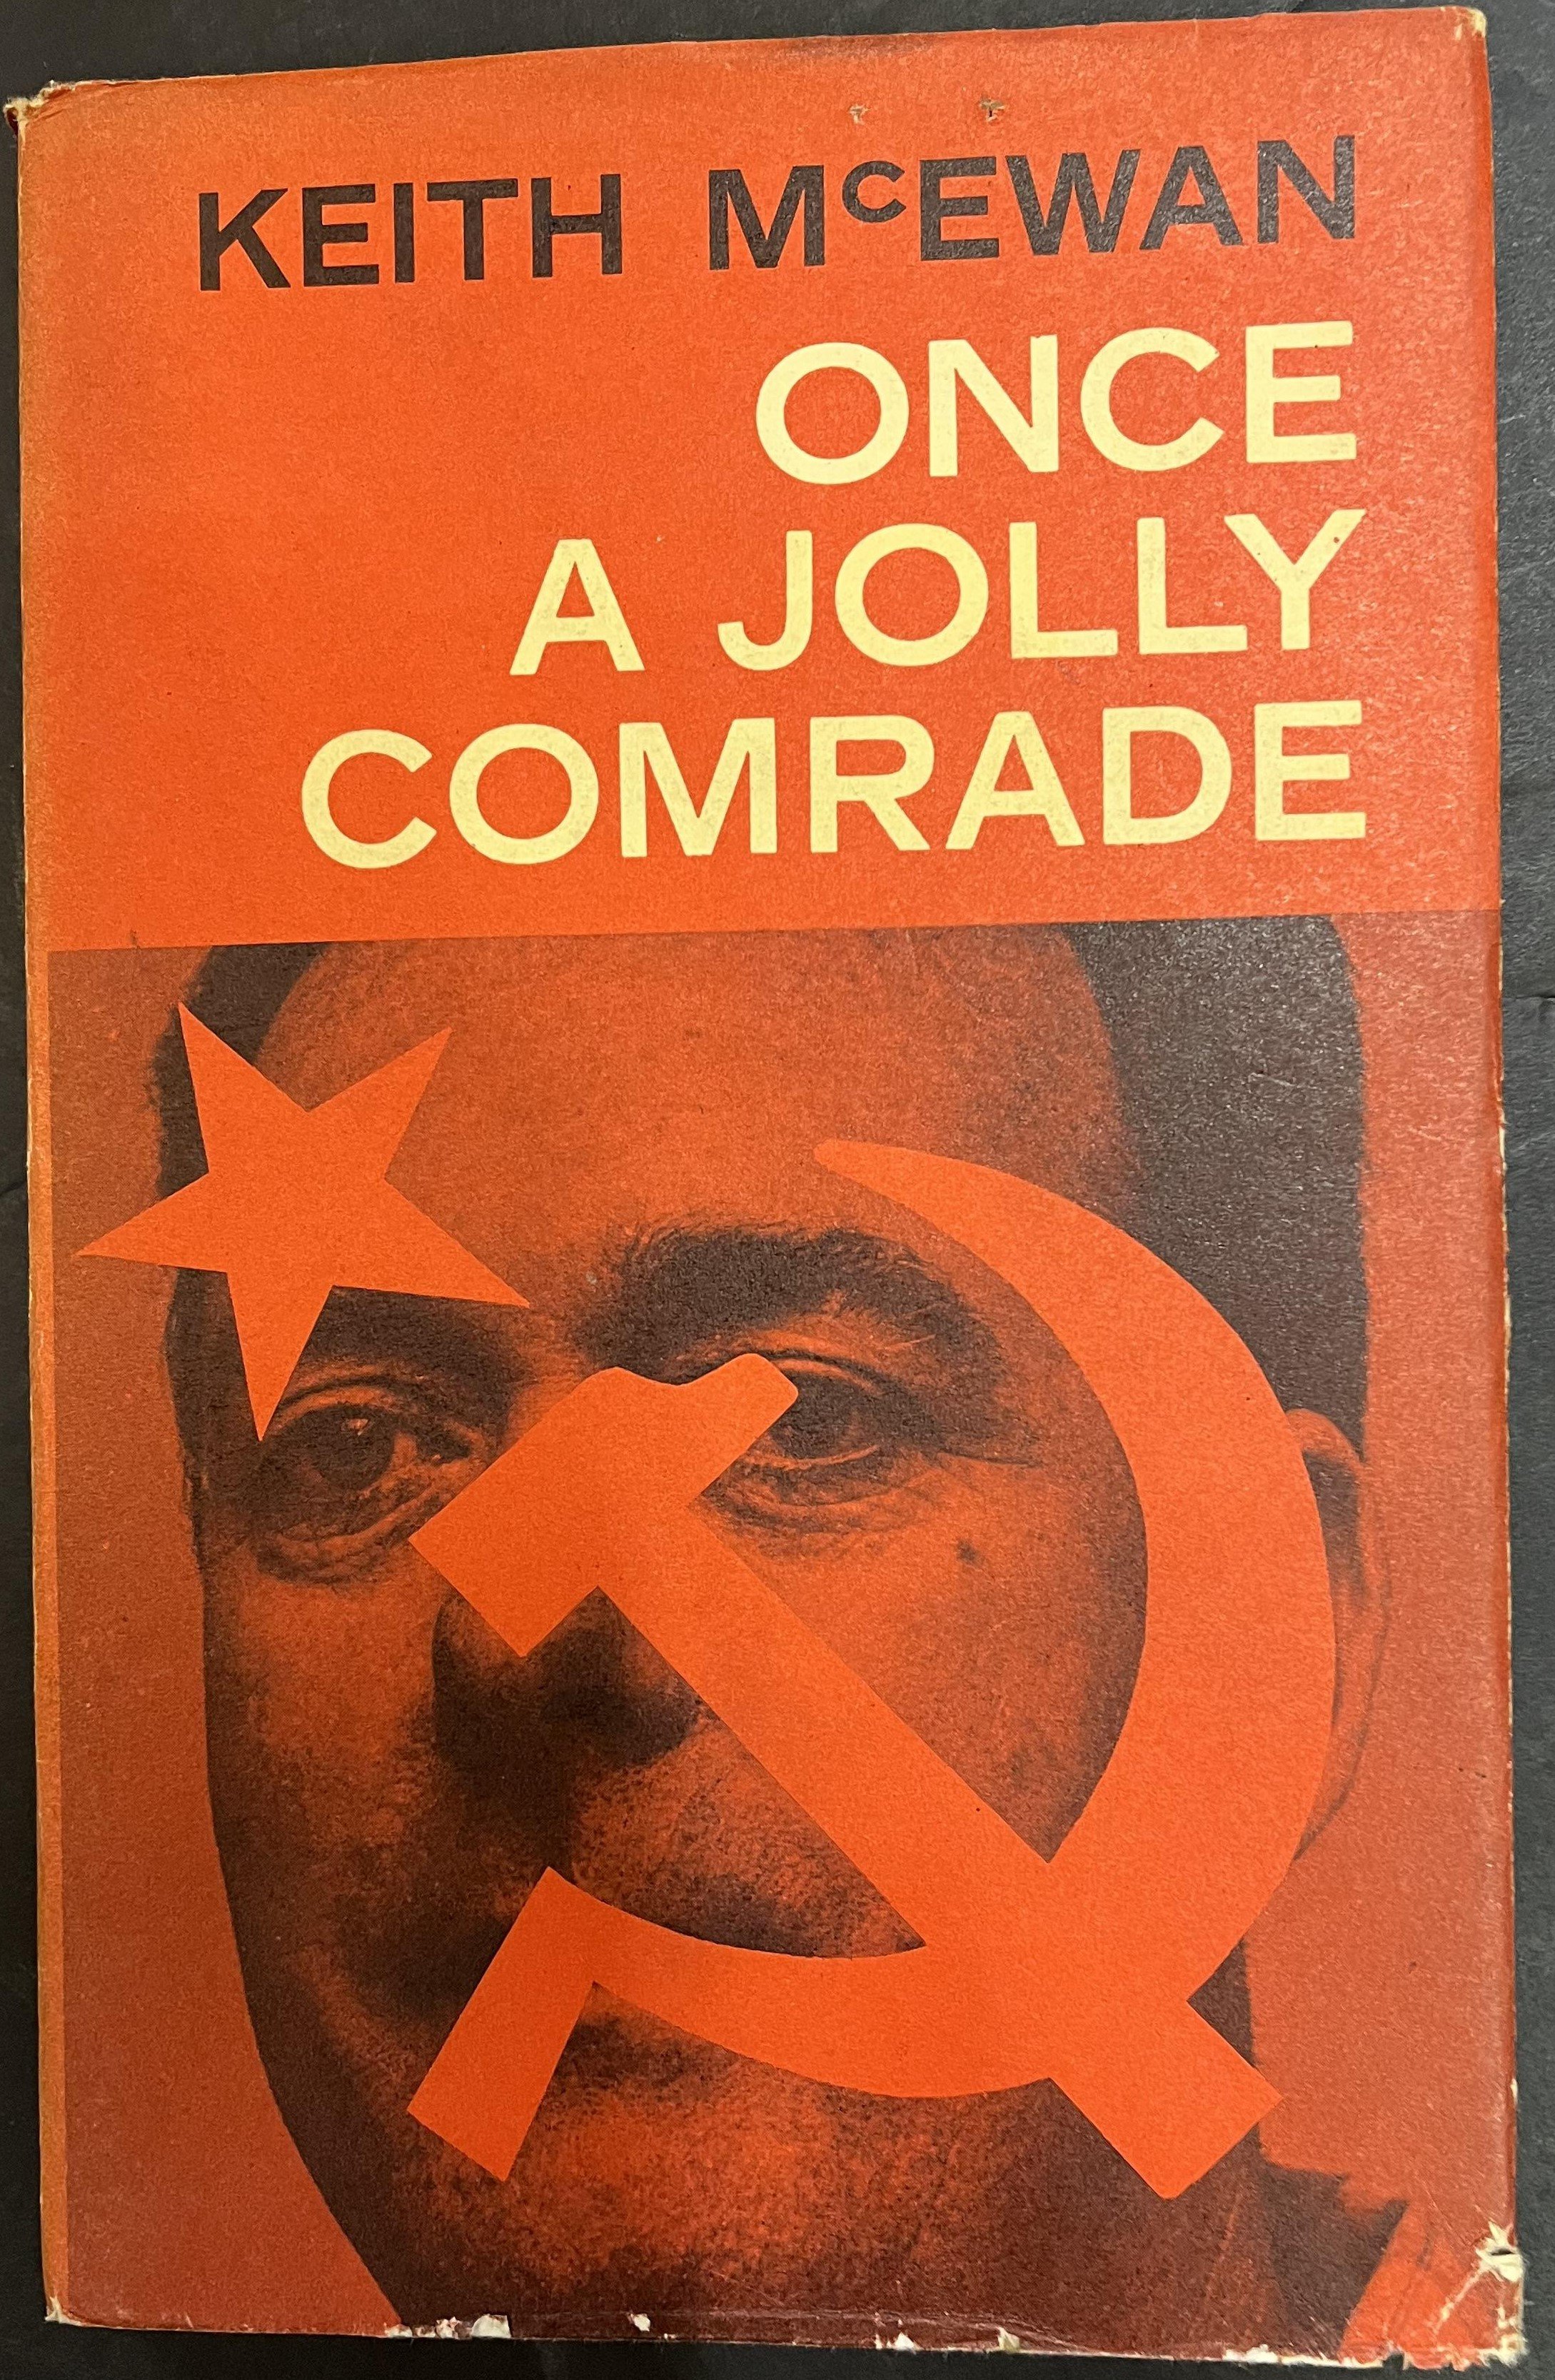 KEITH McEWAN
ONCE
A JOLLY
COMRADE